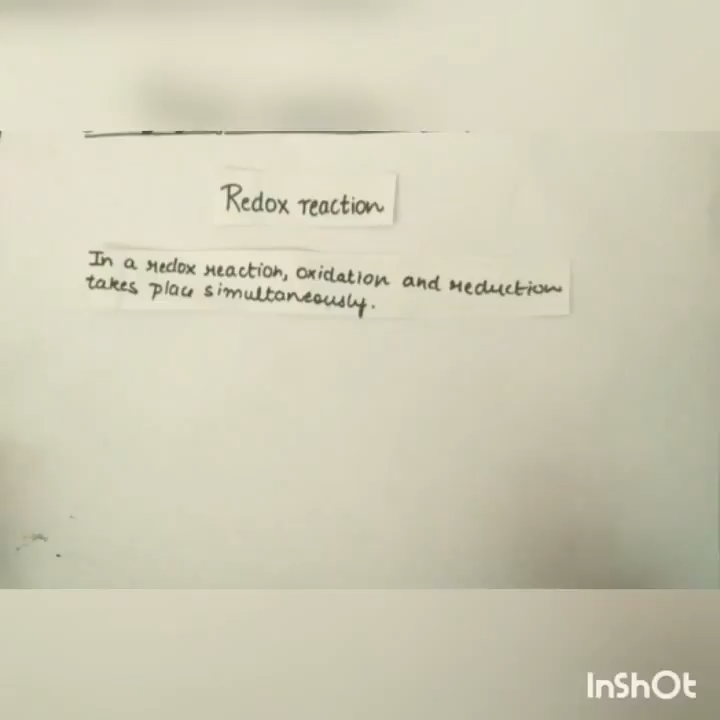 Redox reaction
In a redox reaction, oxidation and reduction
takes place simultaneously.
InShOt